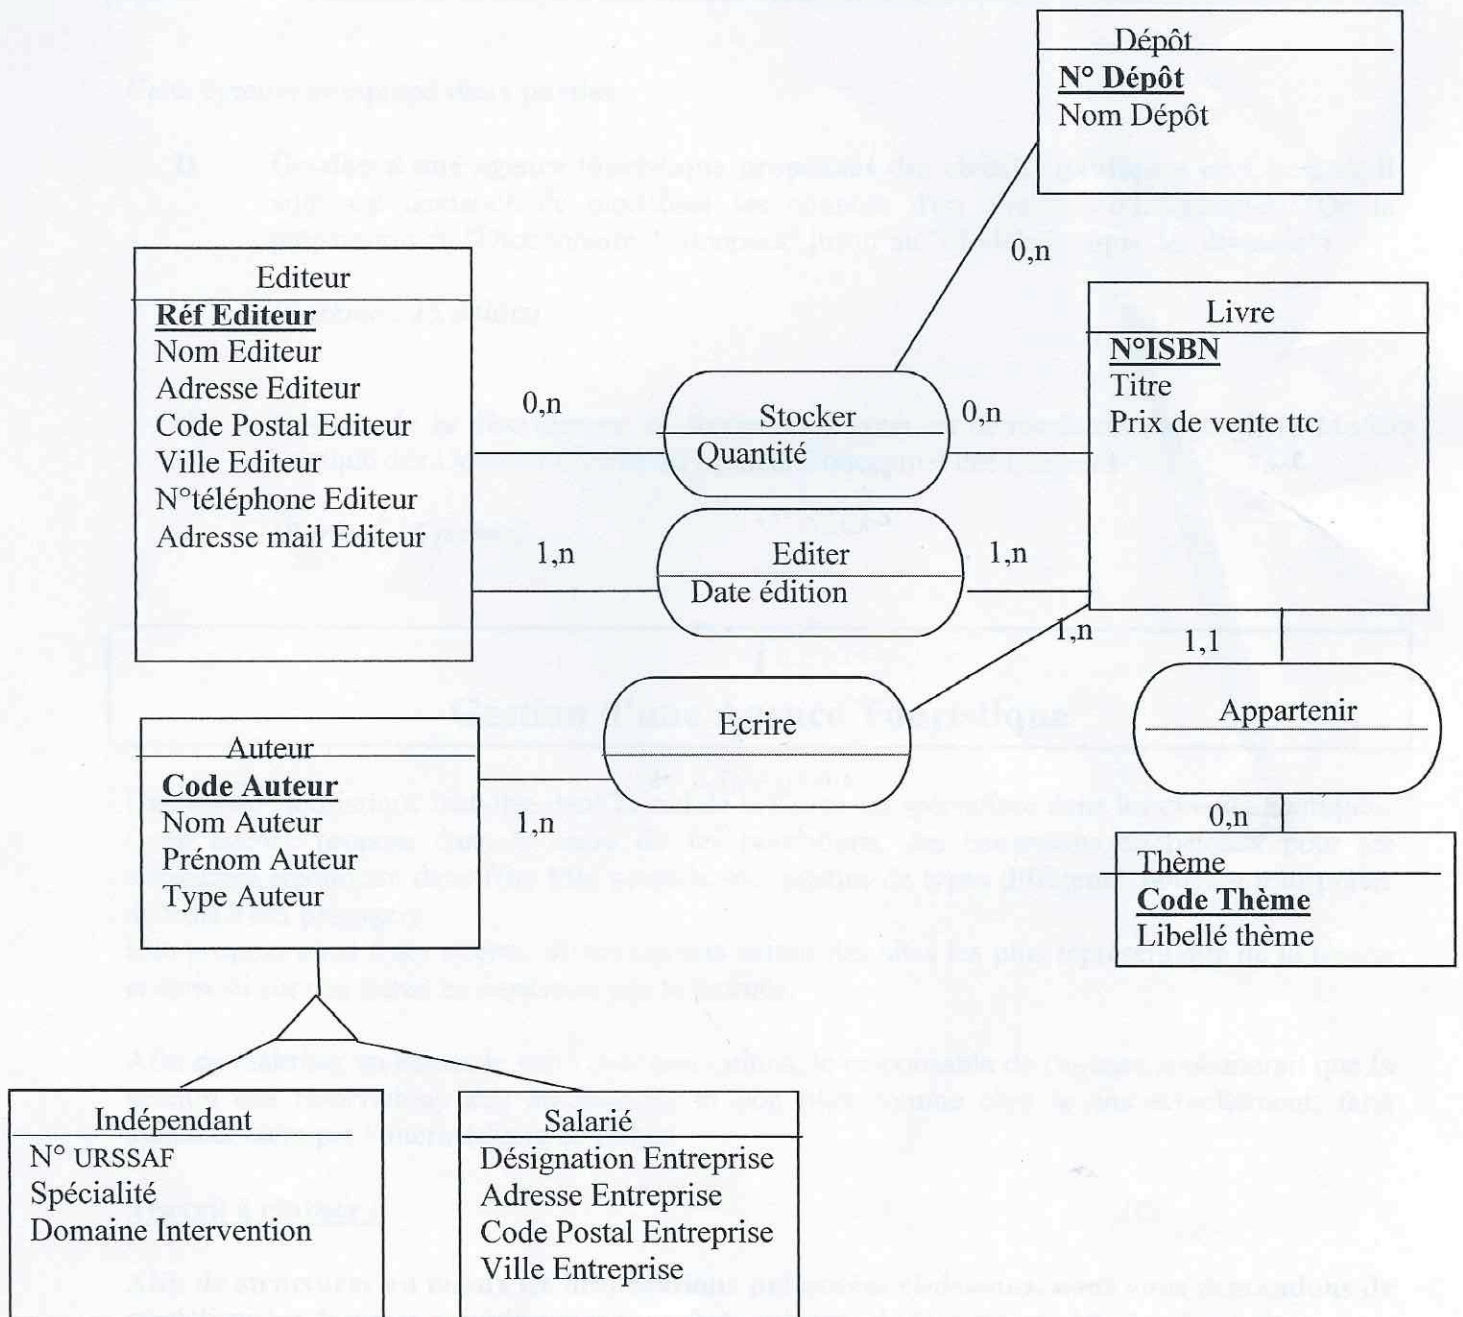 Dépôt
N° Dépôt
Nom Dépôt
0,n
Editeur
Réf Editeur
Nom Editeur
Adresse Editeur
Code Postal Editeur
Ville Editeur
N°téléphone Editeur
Adresse mail Editeur
Livre
N°ISBN
Titre
Prix de vente ttc
0,n
Stocker
Quantité
0,n
1,n
Editer
Date édition
1,n
1,n
1,1
Ecrire
Appartenir
Auteur
Code Auteur
Nom Auteur
Prénom Auteur
Type Auteur
1,n
0,n
Thème
Code Thème
Libellé thème
Indépendant
N° URSSAF
Spécialité
Domaine Intervention
Salarié
Désignation Entreprise
Adresse Entreprise
Code Postal Entreprise
Ville Entreprise